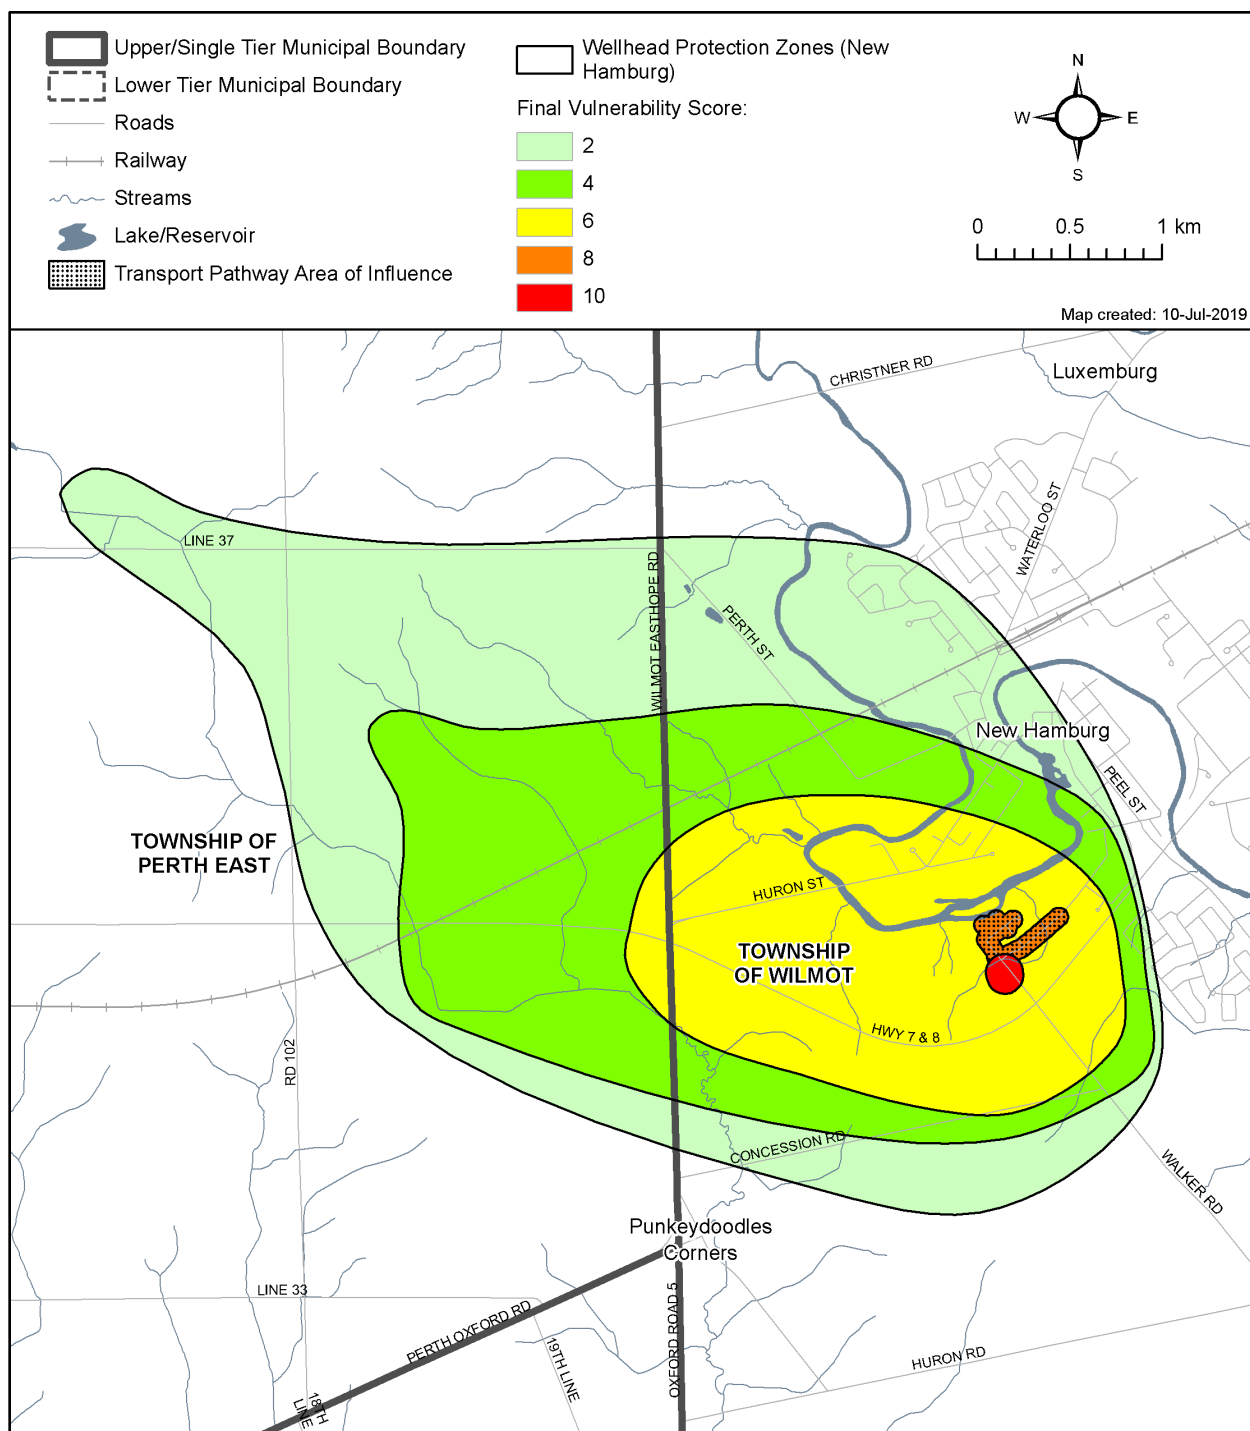 Upper/Single Tier Municipal Boundary
Lower Tier Municipal Boundary
Roads
Railway
Streams
Lake/Reservoir
Transport Pathway Area of Influence
Wellhead Protection Zones (New
Hamburg)
Final Vulnerability Score:
2
4
6
8
10
N
W E
S
0 0.5 1 km
Map created: 10-Jul-2019
CHRISTNER RD
Luxemburg
WATERLOO ST
LINE 37
WILMOT EASTHOPE RD
PERTH ST
New Hamburg
PEEL ST
TOWNSHIP OF
PERTH EAST
HURON ST
TOWNSHIP
OF WILMOT
HWY 7 & 8
RD 102
CONCESSION RD
WALKER RD
Punkeydoodles
Corners
LINE 33
PERTH OXFORD RD
OXFORD ROAD 5
19TH LINE
HURON RD
18TH
LINE